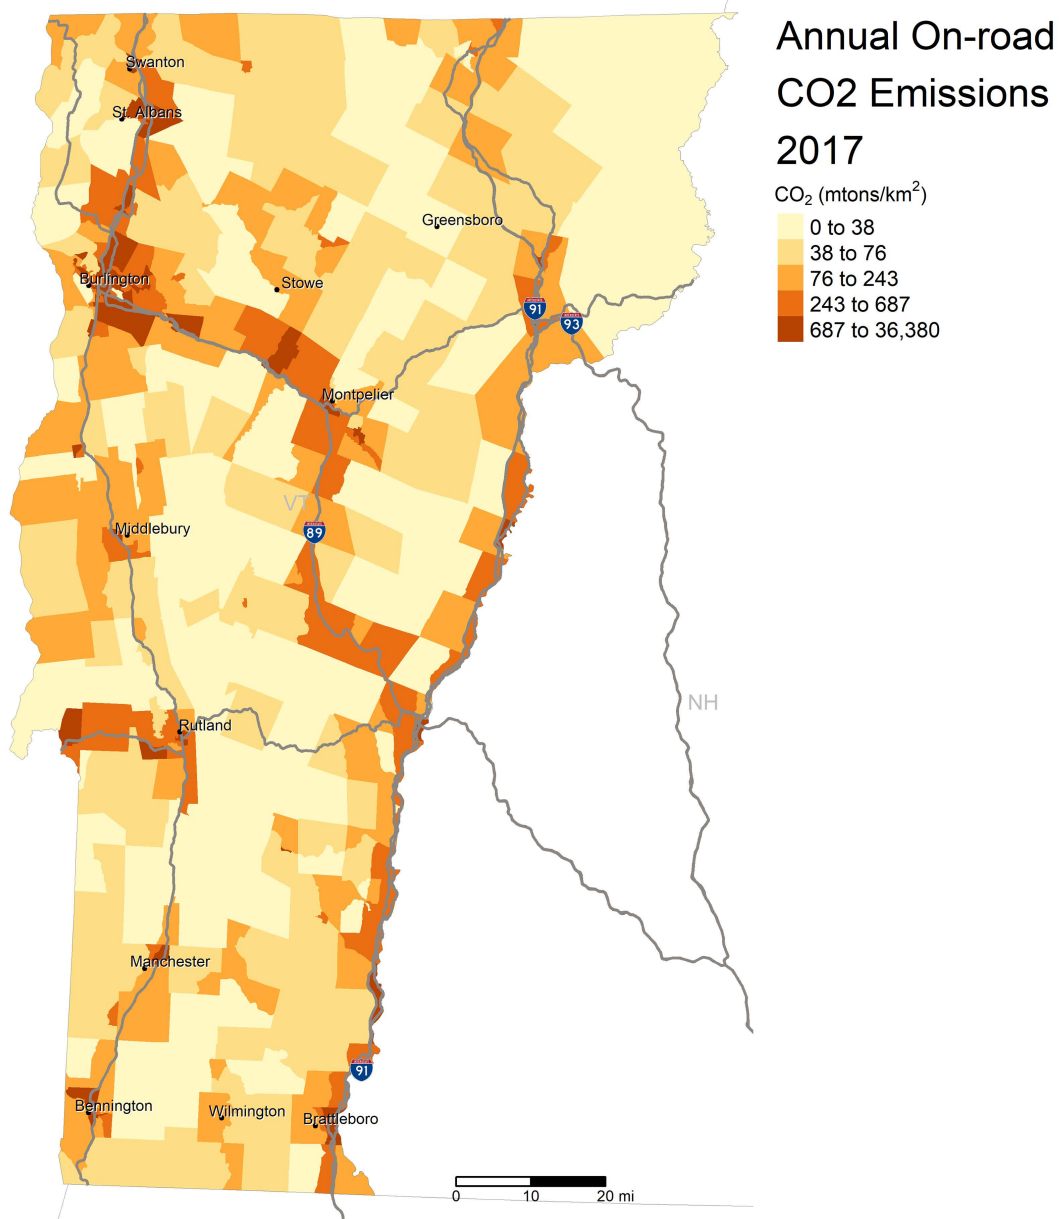 Annual On-road
CO2 Emissions
2017
CO₂ (mtons/km²)
0 to 38
38 to 76
76 to 243
243 to 687
687 to 36,380
Swanton
St. Albans
Greensboro
Burlington
Stowe
91
93
Montpelier
VT
89
Middlebury
NH
Rutland
Manchester
91
Bennington
Wilmington
Brattleboro
0 10 20 mi